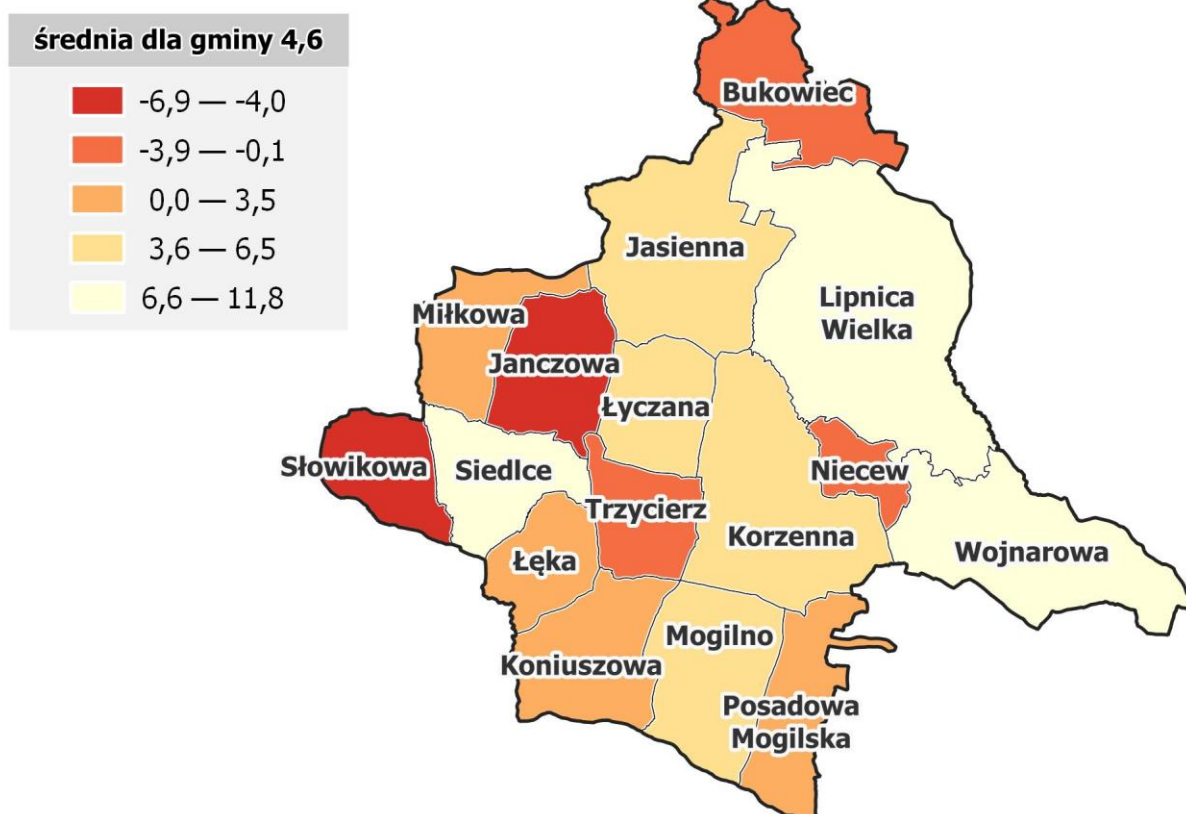 średnia dla gminy 4,6
-6,9 — -4,0
-3,9 — -0,1
0,0 — 3,5
3,6 — 6,5
6,6 — 11,8
Bukowiec
Jasienna
Lipnica
Wielka
Miłkowa
Janczowa
Łyczana
Słowikowa
Siedlce
Niecew
Trzycierz
Korzenna
Wojnarowa
Łęka
Mogilno
Koniuszowa
Posadowa
Mogilska